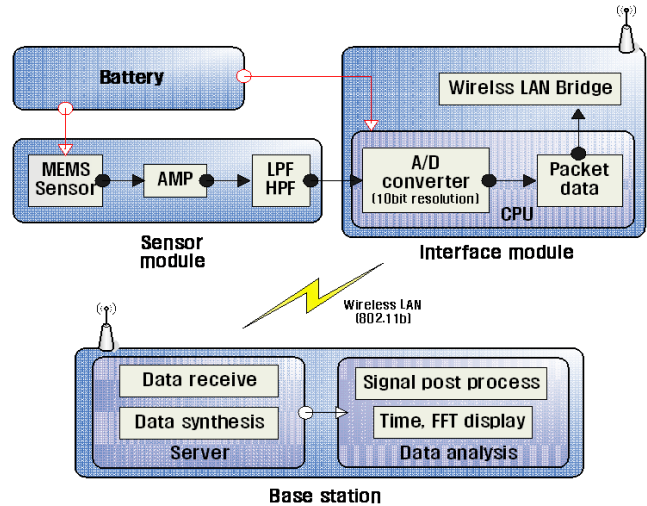 Battery
Wirelss LAN Bridge
MEMS
Sensor
AMP
LPF
HPF
A/D
converter
(10bit resolution)
Packet
data
CPU
Sensor
module
Interface module
Wireless LAN
(802.11b)
Data receive
Data synthesis
Server
Signal post process
Time, FFT display
Data analysis
Base station